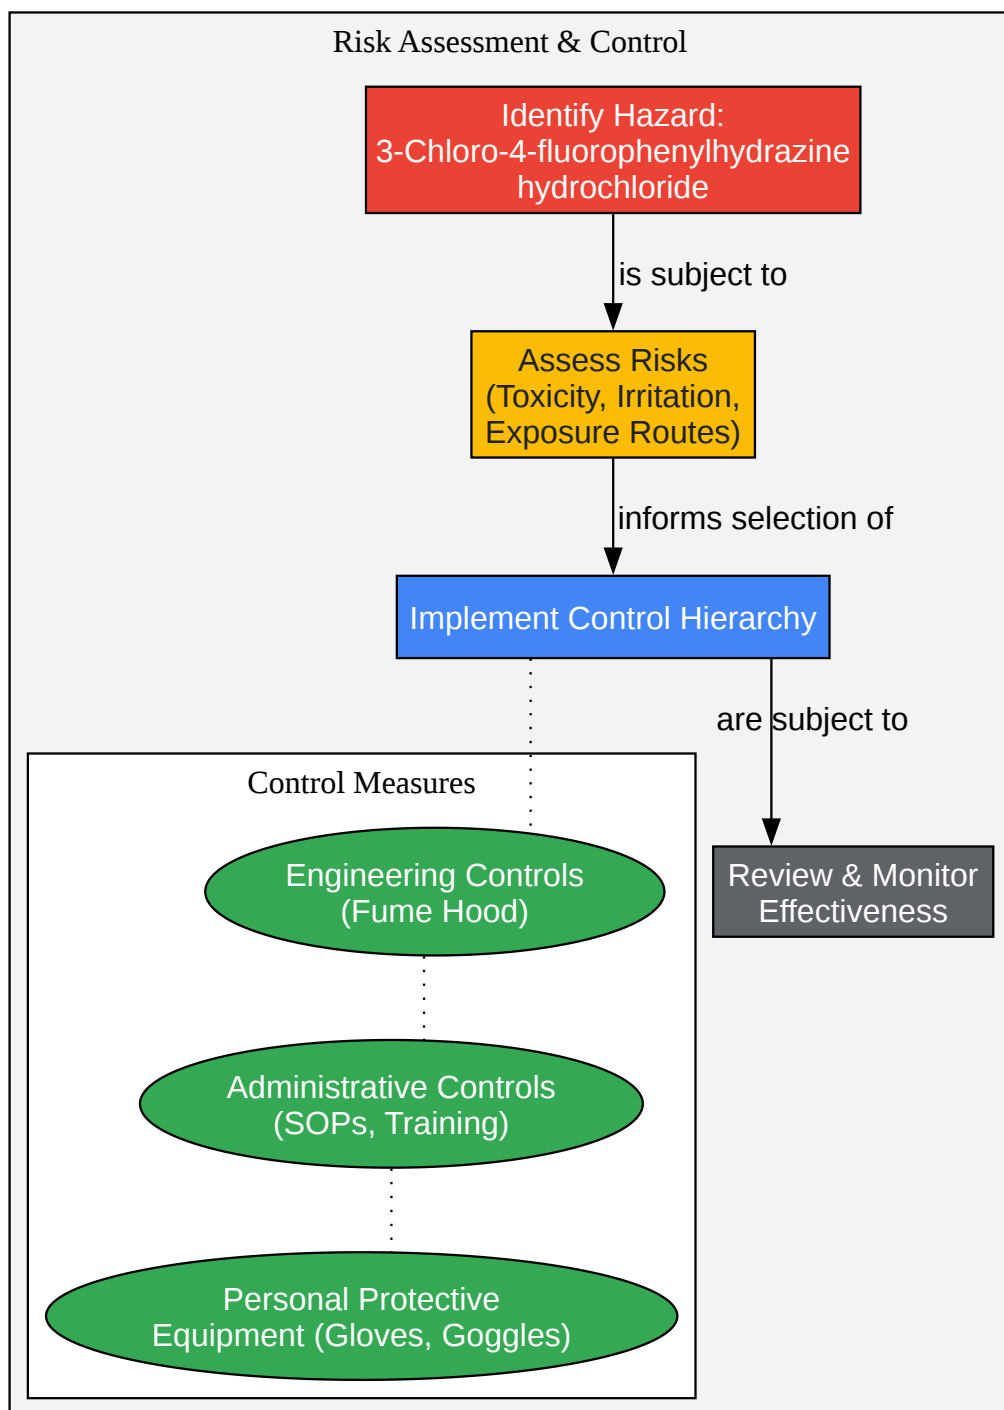 Risk Assessment & Control
Identify Hazard:
3-Chloro-4-fluorophenylhydrazine
hydrochloride
is subject to
Assess Risks
(Toxicity, Irritation,
Exposure Routes)
informs selection of
Implement Control Hierarchy
are subject to
Control Measures
Engineering Controls
(Fume Hood)
Review & Monitor
Effectiveness
Administrative Controls
(SOPs, Training)
Personal Protective
Equipment (Gloves, Goggles)